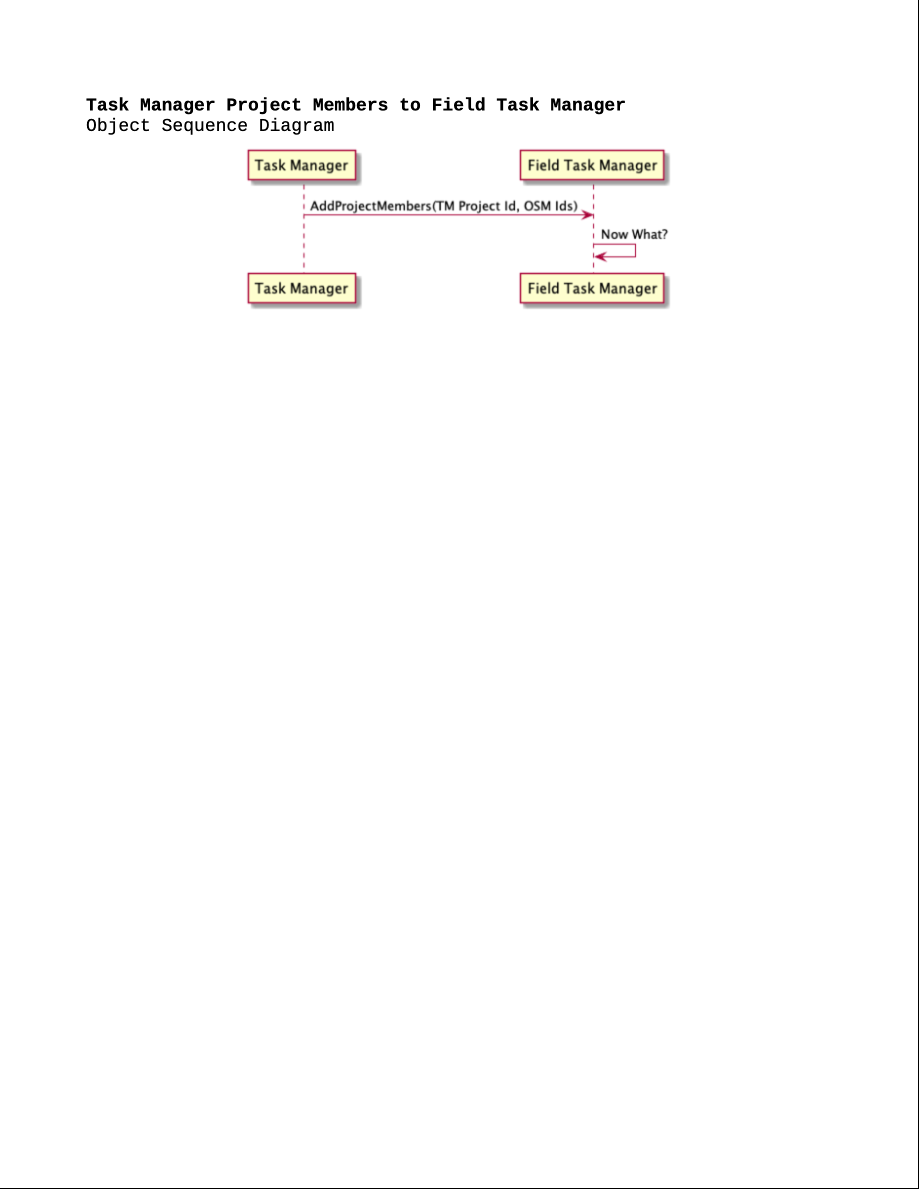 Task Manager Project Members to Field Task Manager
Object Sequence Diagram
Task Manager
Field Task Manager
AddProjectMembers(TM Project Id, OSM Ids)
Now What?
Task Manager
Field Task Manager